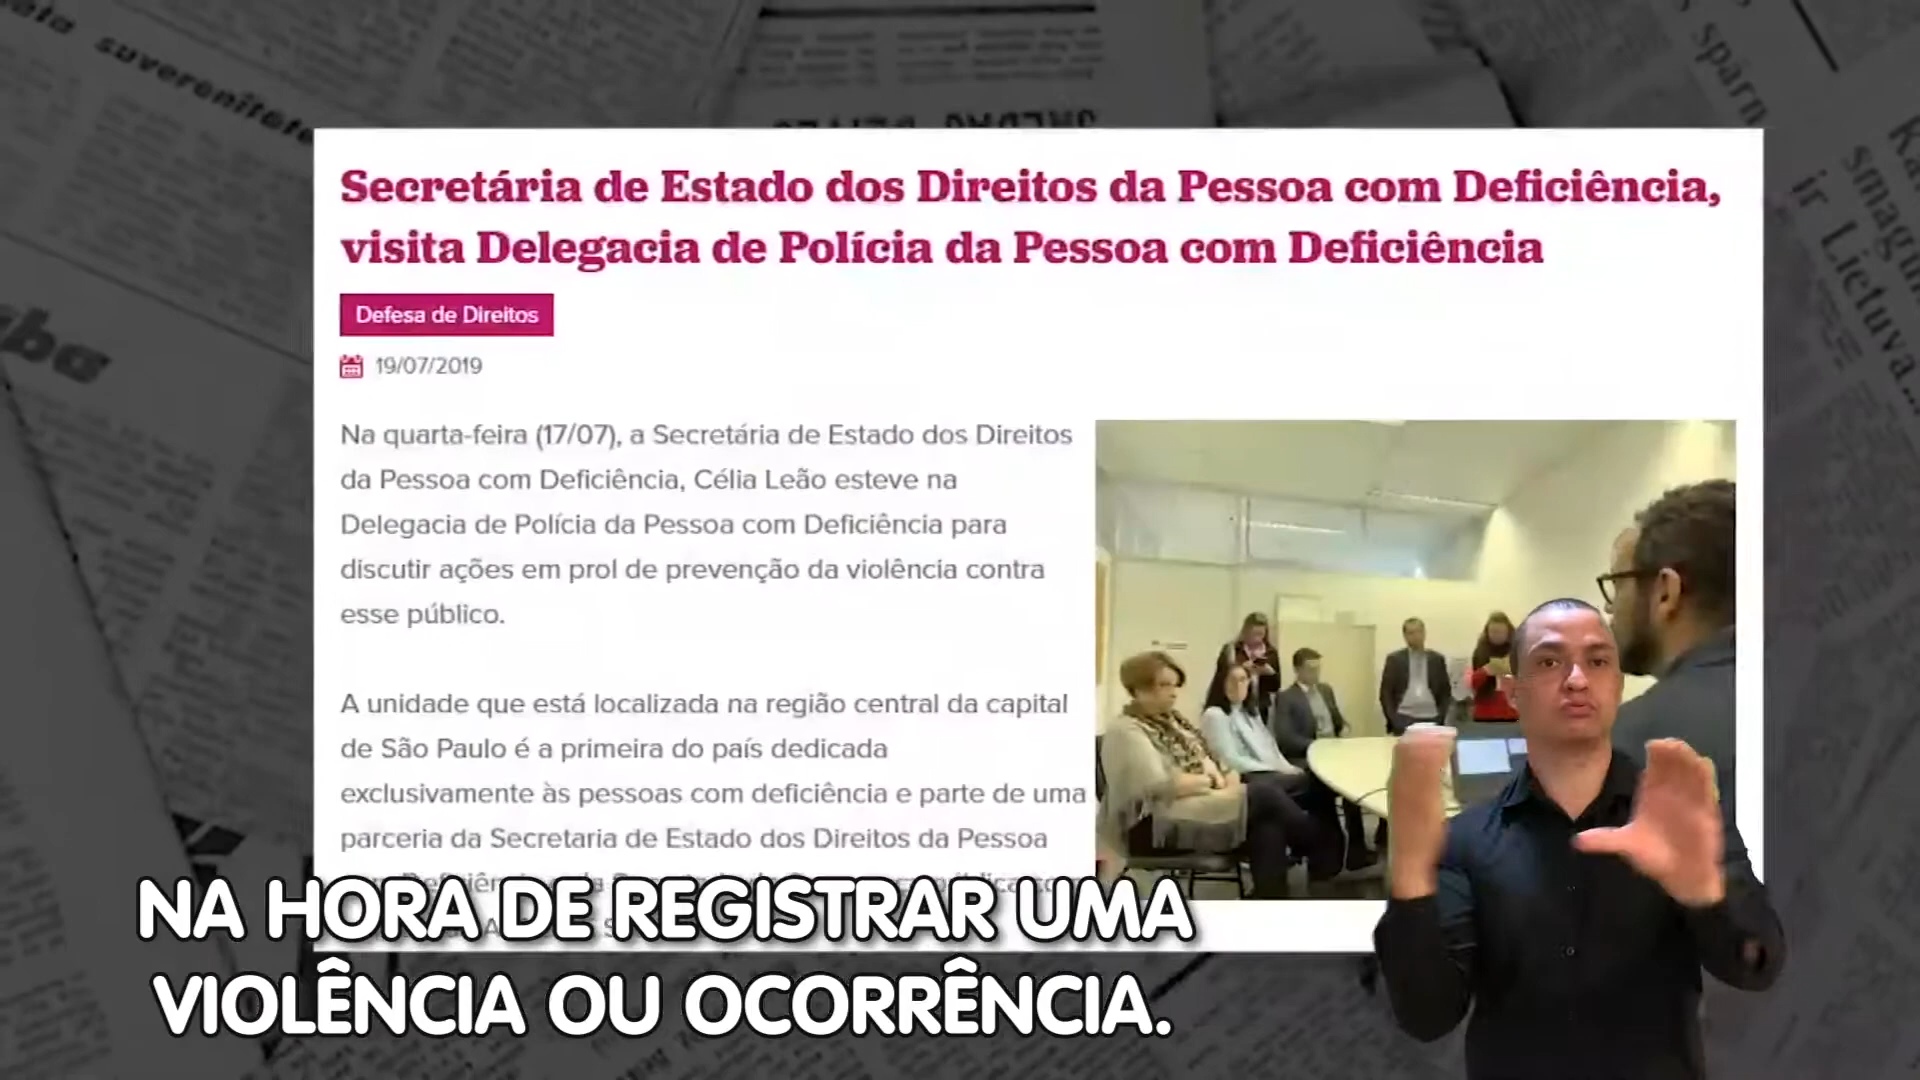 suverenitete
sparn
smagu
ir Lietuva...
Secretária de Estado dos Direitos da Pessoa com Deficiência,
visita Delegacia de Polícia da Pessoa com Deficiência
Defesa de Direitos
19/07/2019
Na quarta-feira (17/07), a Secretária de Estado dos Direitos
da Pessoa com Deficiência, Célia Leão esteve na
Delegacia de Polícia da Pessoa com Deficiência para
discutir ações em prol de prevenção da violência contra
esse público.
A unidade que está localizada na região central da capital
de São Paulo é a primeira do país dedicada
exclusivamente às pessoas com deficiência e parte de uma
parceria da Secretaria de Estado dos Direitos da Pessoa
NA HORA DE REGISTRAR UMA
VIOLÊNCIA OU OCORRÊNCIA.